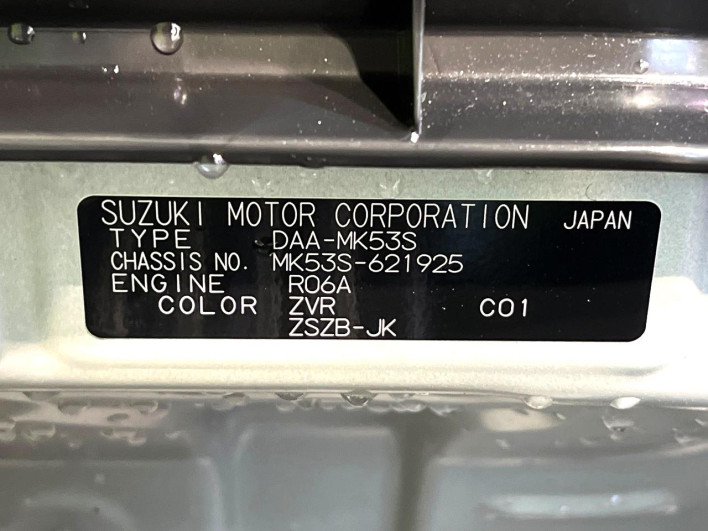 SUZUKI MOTOR CORPORATION JAPAN
TYPE DAA-MK53S
CHASSIS NO. MK53S-621925
ENGINE R06A
COLOR ZVR C01
ZSZB-JK